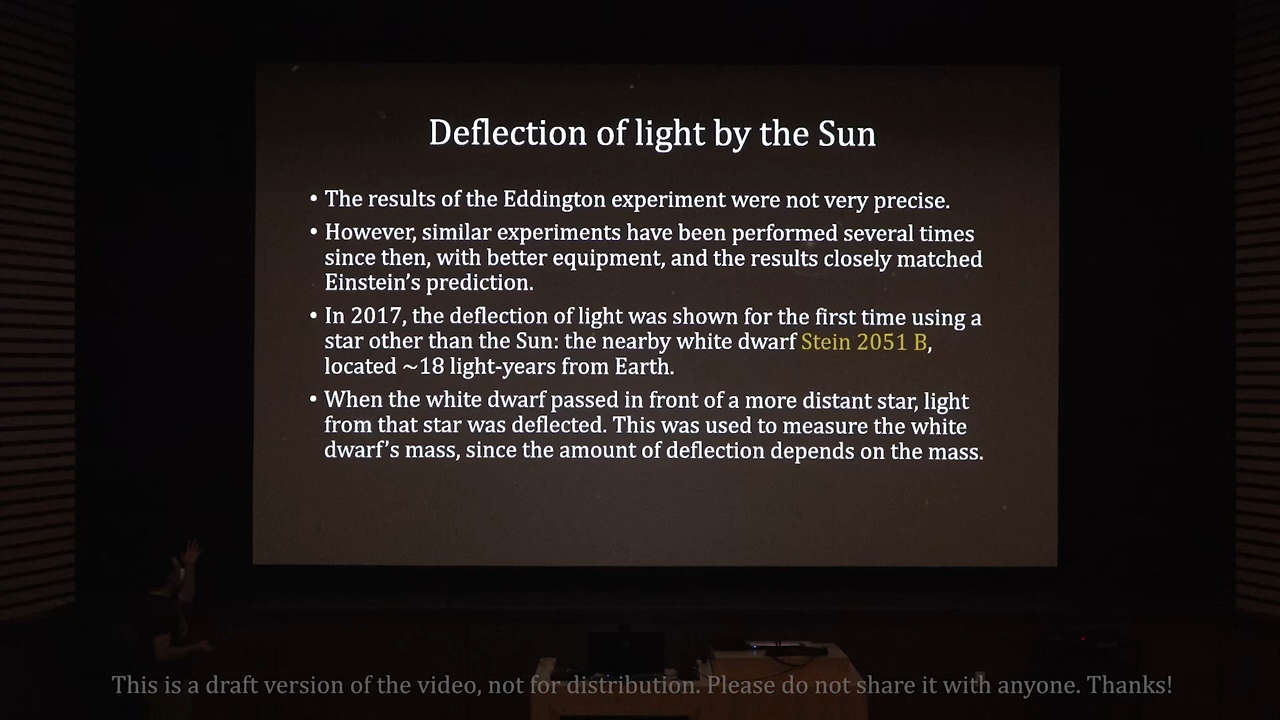 Deflection of light by the Sun
• The results of the Eddington experiment were not very precise.
• However, similar experiments have been performed several times
since then, with better equipment, and the results closely matched
Einstein's prediction.
• In 2017, the deflection of light was shown for the first time using a
star other than the Sun: the nearby white dwarf Stein 2051 B,
located ~18 light-years from Earth.
• When the white dwarf passed in front of a more distant star, light
from that star was deflected. This was used to measure the white
dwarf's mass, since the amount of deflection depends on the mass.
This is a draft version of the video, not for distribution. Please do not share it with anyone. Thanks!